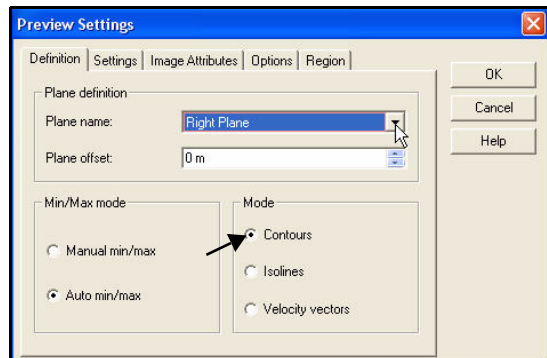 Preview Settings
Definition Settings Image Attributes Options Region
OK
Cancel
Help
Plane definition
Plane name: Right Plane
Plane offset: 0 m
Min/Max mode
Manual min/max
Auto min/max
Mode
Contours
Isolines
Velocity vectors